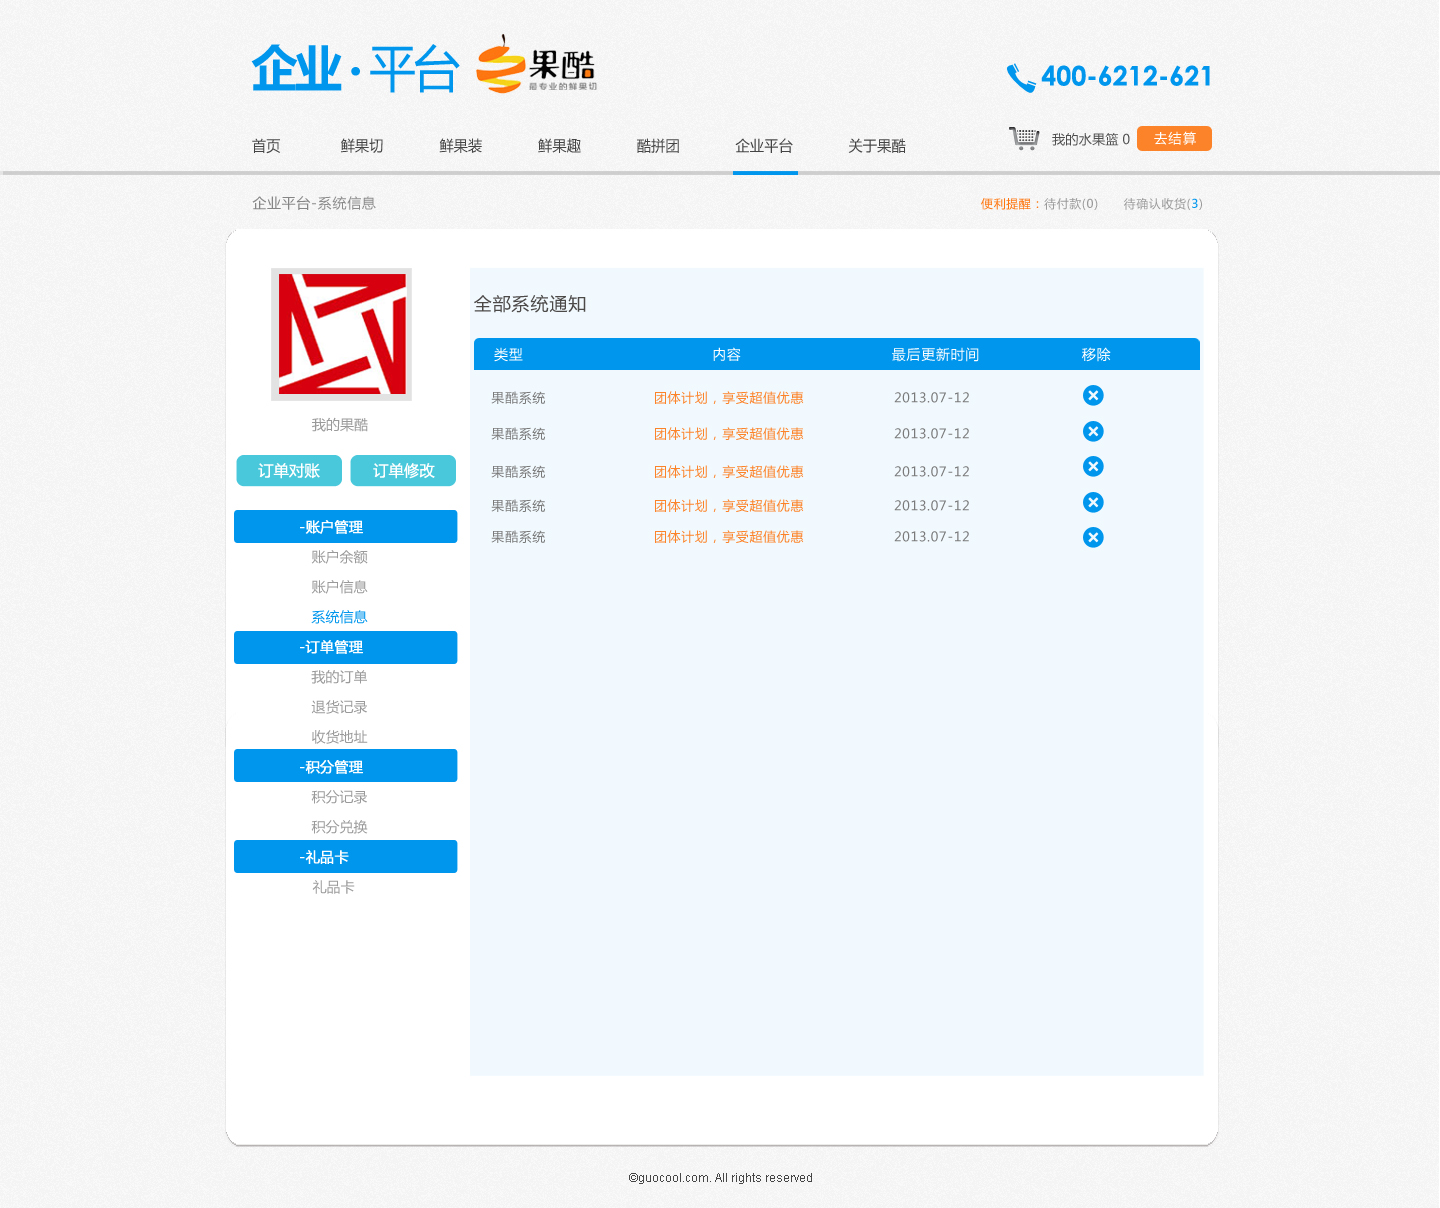 企业·平台 果酷
最专业的鲜果切
400-6212-621
首页 鲜果切 鲜果装 鲜果趣 酷拼团 企业平台 关于果酷
我的水果篮 0 去结算
企业平台-系统信息
便利提醒：待付款(0) 待确认收货(3)
我的果酷
订单对账 订单修改
-账户管理
账户余额
账户信息
系统信息
-订单管理
我的订单
退货记录
收货地址
-积分管理
积分记录
积分兑换
-礼品卡
礼品卡
全部系统通知
类型 内容 最后更新时间 移除
果酷系统 团体计划，享受超值优惠 2013.07-12
果酷系统 团体计划，享受超值优惠 2013.07-12
果酷系统 团体计划，享受超值优惠 2013.07-12
果酷系统 团体计划，享受超值优惠 2013.07-12
果酷系统 团体计划，享受超值优惠 2013.07-12
©guocool.com. All rights reserved